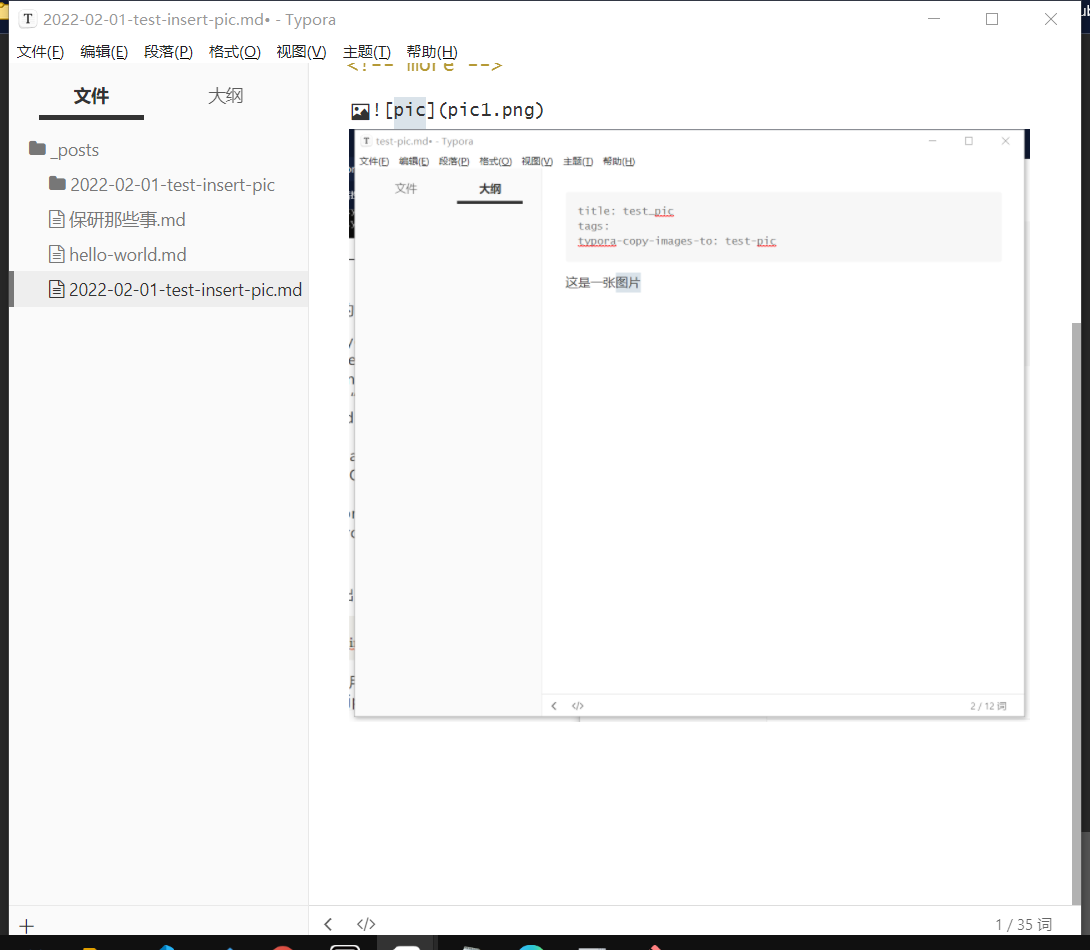 2022-02-01-test-insert-pic.md• - Typora
文件(F) 编辑(E) 段落(P) 格式(O) 视图(V) 主题(T) 帮助(H)
<!-- more -->
文件 大纲
_posts
2022-02-01-test-insert-pic
保研那些事.md
hello-world.md
2022-02-01-test-insert-pic.md
![pic](pic1.png)
test-pic.md• - Typora
文件(F) 编辑(E) 段落(P) 格式(O) 视图(V) 主题(T) 帮助(H)
文件 大纲
title: test_pic
tags:
typora-copy-images-to: test-pic
这是一张图片
</> 2 / 12 词
</> 1 / 35 词